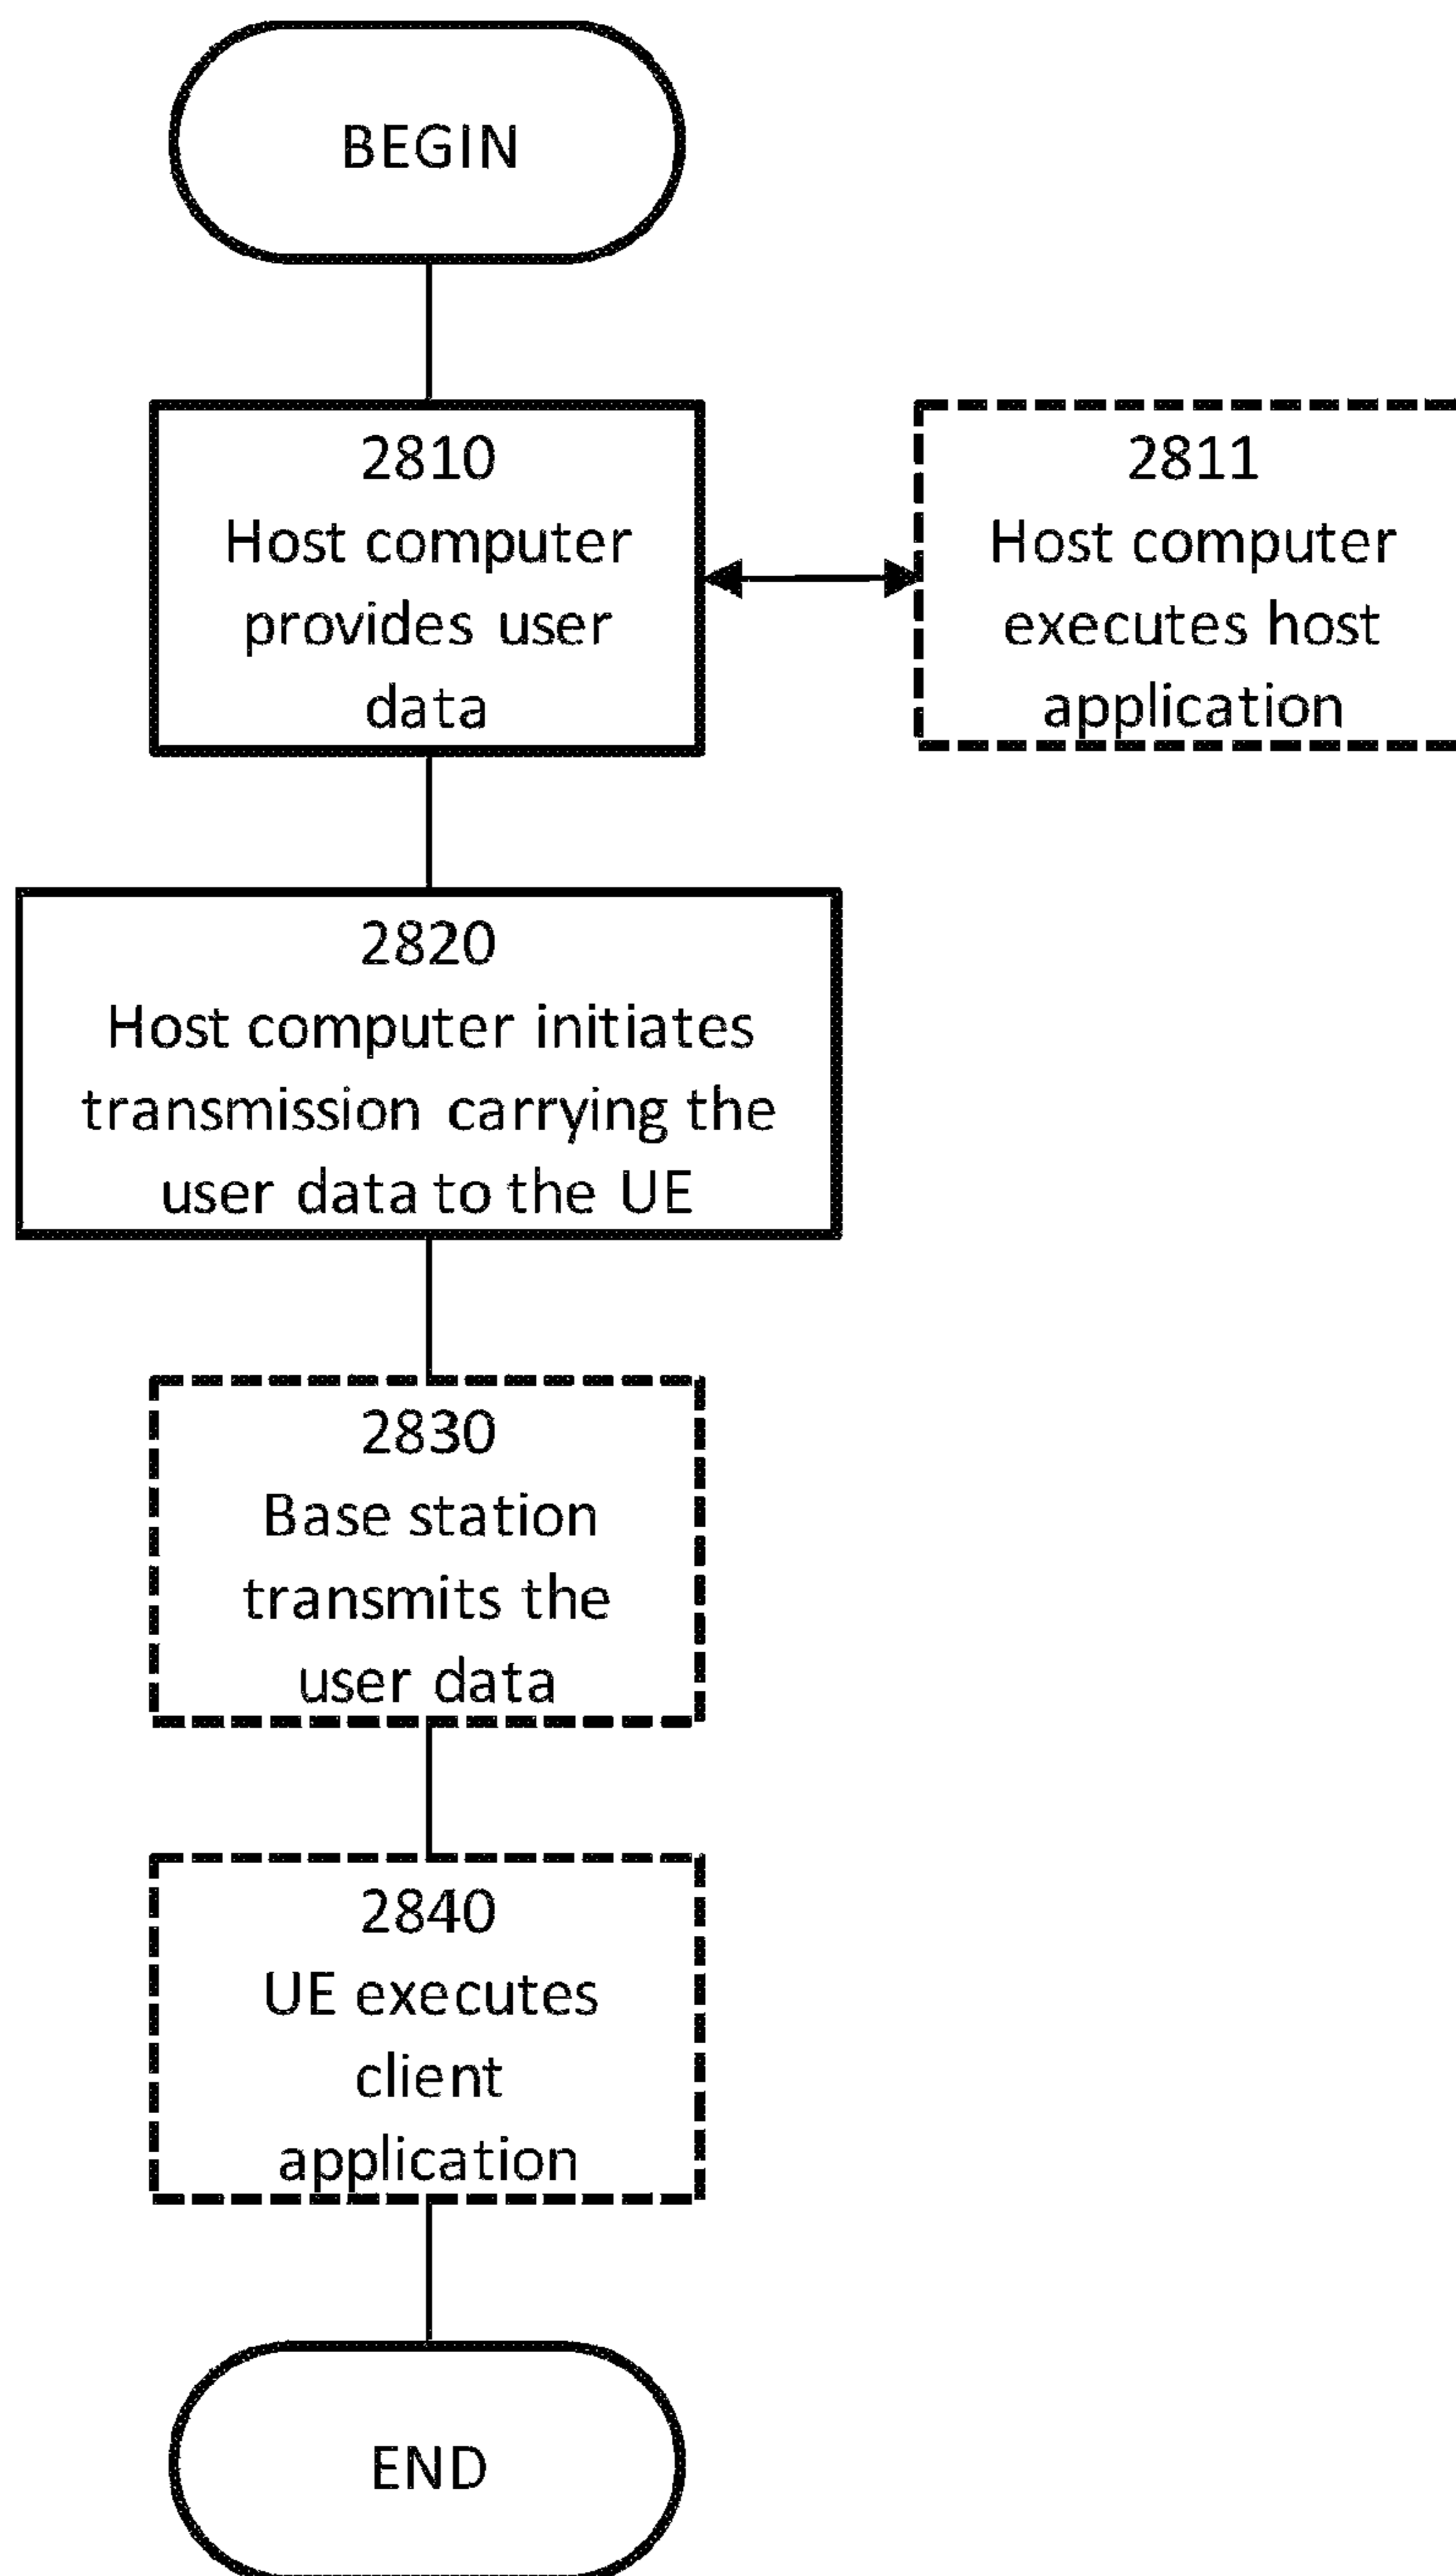 BEGIN
2810
Host computer
provides user
data
2811
Host computer
executes host
application
2820
Host computer initiates
transmission carrying the
user data to the UE
2830
Base station
transmits the
user data
2840
UE executes
client
application
END